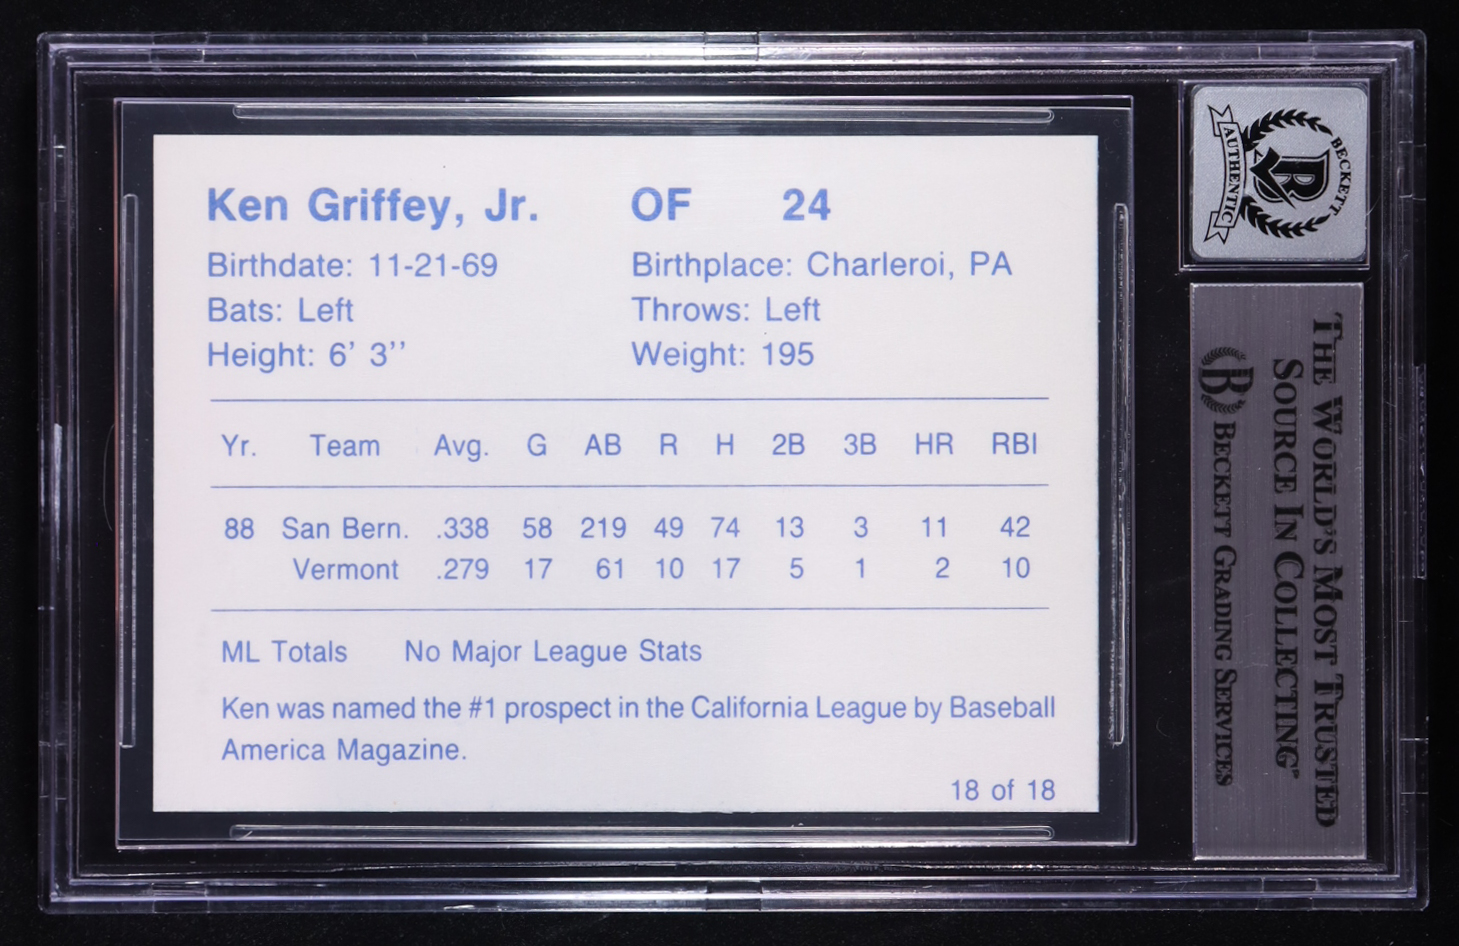 Ken Griffey, Jr. OF 24
Birthdate: 11-21-69 Birthplace: Charleroi, PA
Bats: Left Throws: Left
Height: 6' 3'' Weight: 195
Yr. Team Avg. G AB R H 2B 3B HR RBI
88 San Bern. .338 58 219 49 74 13 3 11 42
Vermont .279 17 61 10 17 5 1 2 10
ML Totals No Major League Stats
Ken was named the #1 prospect in the California League by Baseball
America Magazine.
18 of 18
BECKETT
AUTHENTIC
THE WORLD'S MOST TRUSTED
SOURCE IN COLLECTING
BECKETT GRADING SERVICES